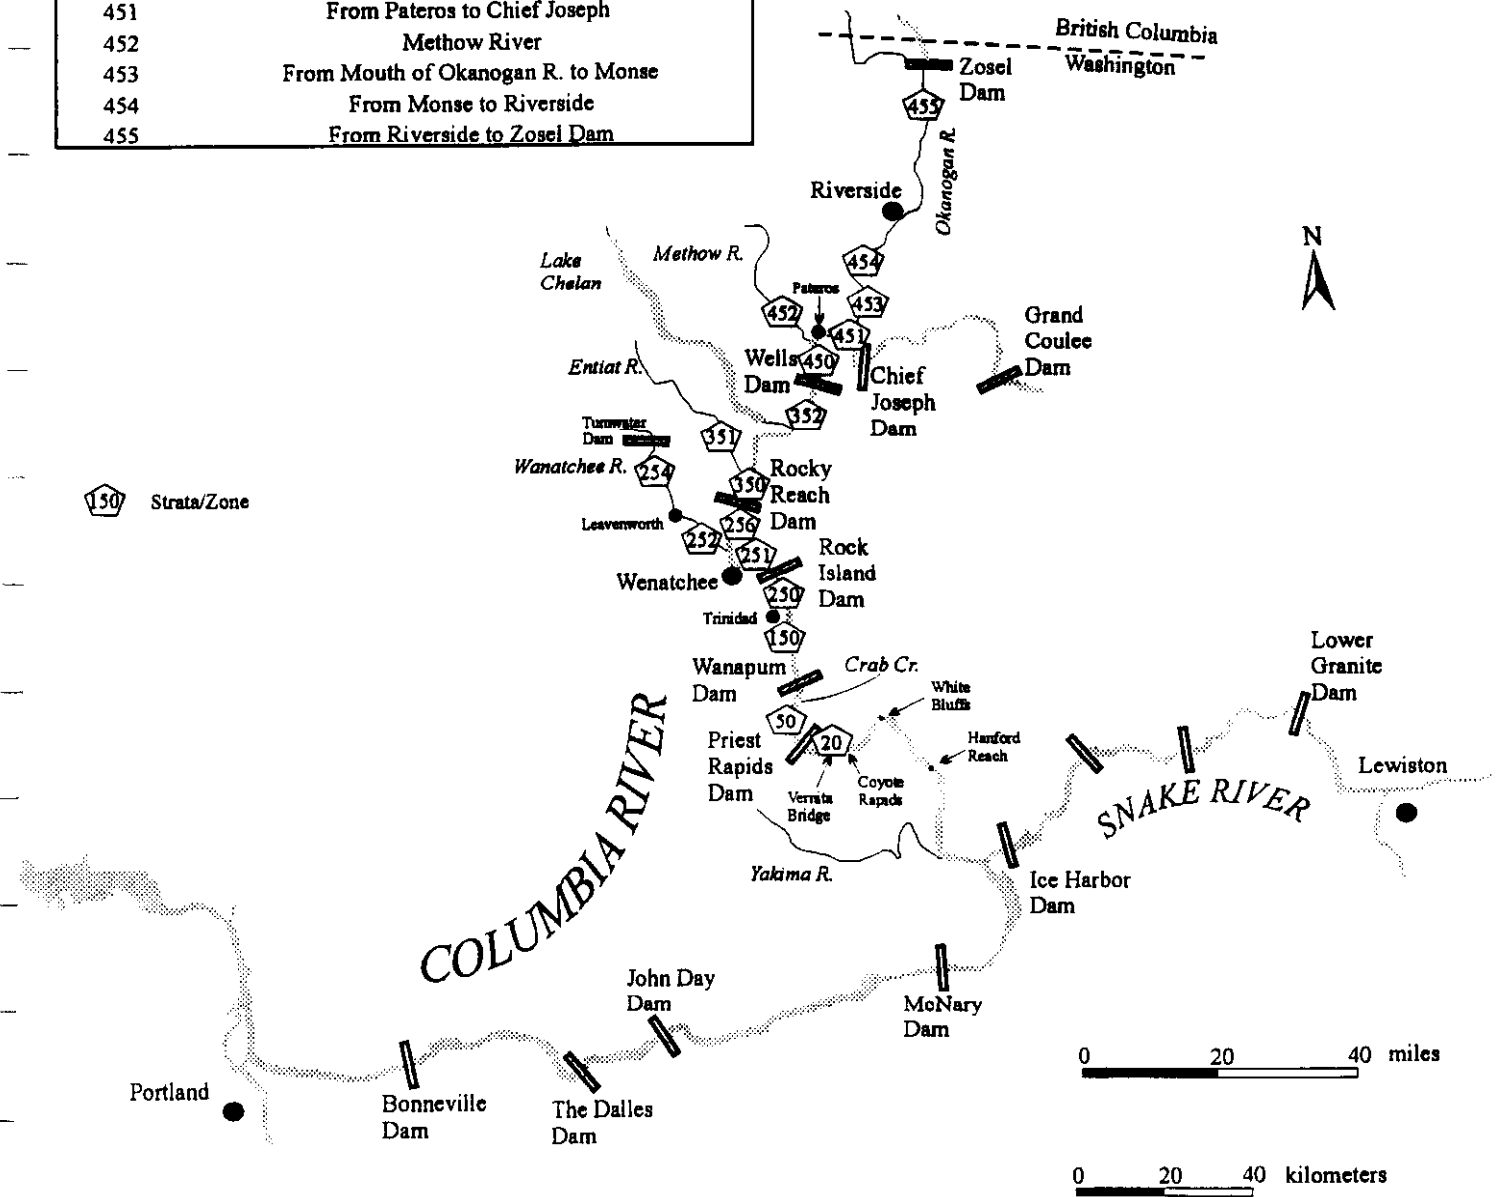 451 From Pateros to Chief Joseph
452 Methow River
453 From Mouth of Okanogan R. to Monse
454 From Monse to Riverside
455 From Riverside to Zosel Dam
British Columbia
Washington
Zosel
Dam
455
Okanogan R.
Riverside
N
Lake
Chelan
Methow R.
454
Pateros
453
452
451
Grand
Coulee
Dam
Wells
Dam
450
Entiat R.
Chief
Joseph
Dam
352
Tumwater
Dam
351
Wanatchee R.
254
350
Rocky
Reach
Dam
150 Strata/Zone
Leavenworth
256
252
251
Rock
Island
Dam
Wenatchee
250
Trinidad
150
Lower
Granite
Dam
Wanapum
Dam
Crab Cr.
White
Bluffs
50
Priest
Rapids
Dam
20
Hanford
Reach
Vernita
Bridge
Coyote
Rapids
Lewiston
SNAKE RIVER
COLUMBIA RIVER
Yakima R.
Ice Harbor
Dam
John Day
Dam
McNary
Dam
0 20 40 miles
Portland
Bonneville
Dam
The Dalles
Dam
0 20 40 kilometers